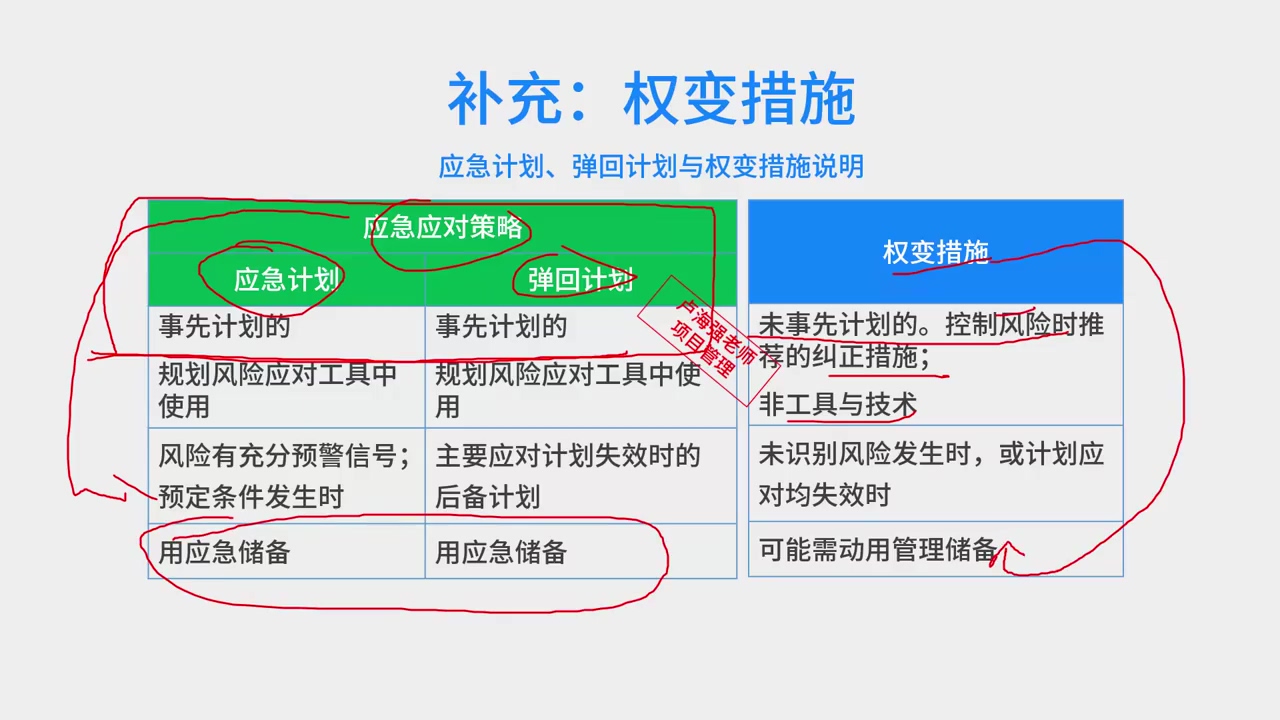 补充：权变措施
应急计划、弹回计划与权变措施说明
应急应对策略
应急计划
弹回计划
事先计划的
事先计划的
规划风险应对工具中
使用
规划风险应对工具中使
用
风险有充分预警信号；
预定条件发生时
主要应对计划失效时的
后备计划
用应急储备
用应急储备
权变措施
未事先计划的。控制风险时推
荐的纠正措施；
非工具与技术
未识别风险发生时，或计划应
对均失效时
可能需动用管理储备
卢海强老师
项目管理